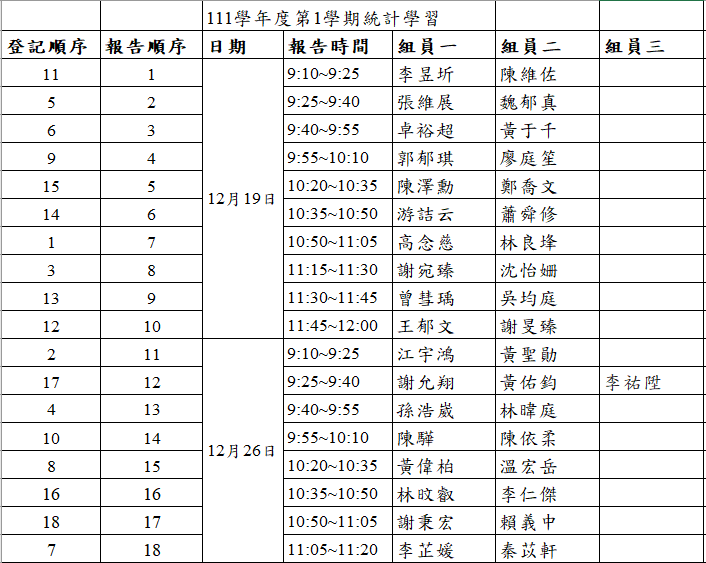 111學年度第1學期統計學習
登記順序 報告順序 日期 報告時間 組員一 組員二 組員三
11 1 9:10~9:25 李昱圻 陳維佐
5 2 9:25~9:40 張維展 魏郁真
6 3 9:40~9:55 卓裕超 黃于千
9 4 9:55~10:10 郭郁琪 廖庭笙
12月19日
15 5 10:20~10:35 陳澤勳 鄭喬文
14 6 10:35~10:50 游詰云 蕭舜修
1 7 10:50~11:05 高念慈 林良埄
3 8 11:15~11:30 謝宛臻 沈怡姍
13 9 11:30~11:45 曾彗瑀 吳均庭
12 10 11:45~12:00 王郁文 謝旻臻
2 11 9:10~9:25 江宇鴻 黃聖勛
17 12 9:25~9:40 謝允翔 黃佑鈞 李祐陞
4 13 9:40~9:55 孫浩崴 林暐庭
10 14 9:55~10:10 陳驊 陳依柔
12月26日
8 15 10:20~10:35 黃偉柏 溫宏岳
16 16 10:35~10:50 林旼叡 李仁傑
18 17 10:50~11:05 謝秉宏 賴義中
7 18 11:05~11:20 李芷媛 秦苡軒